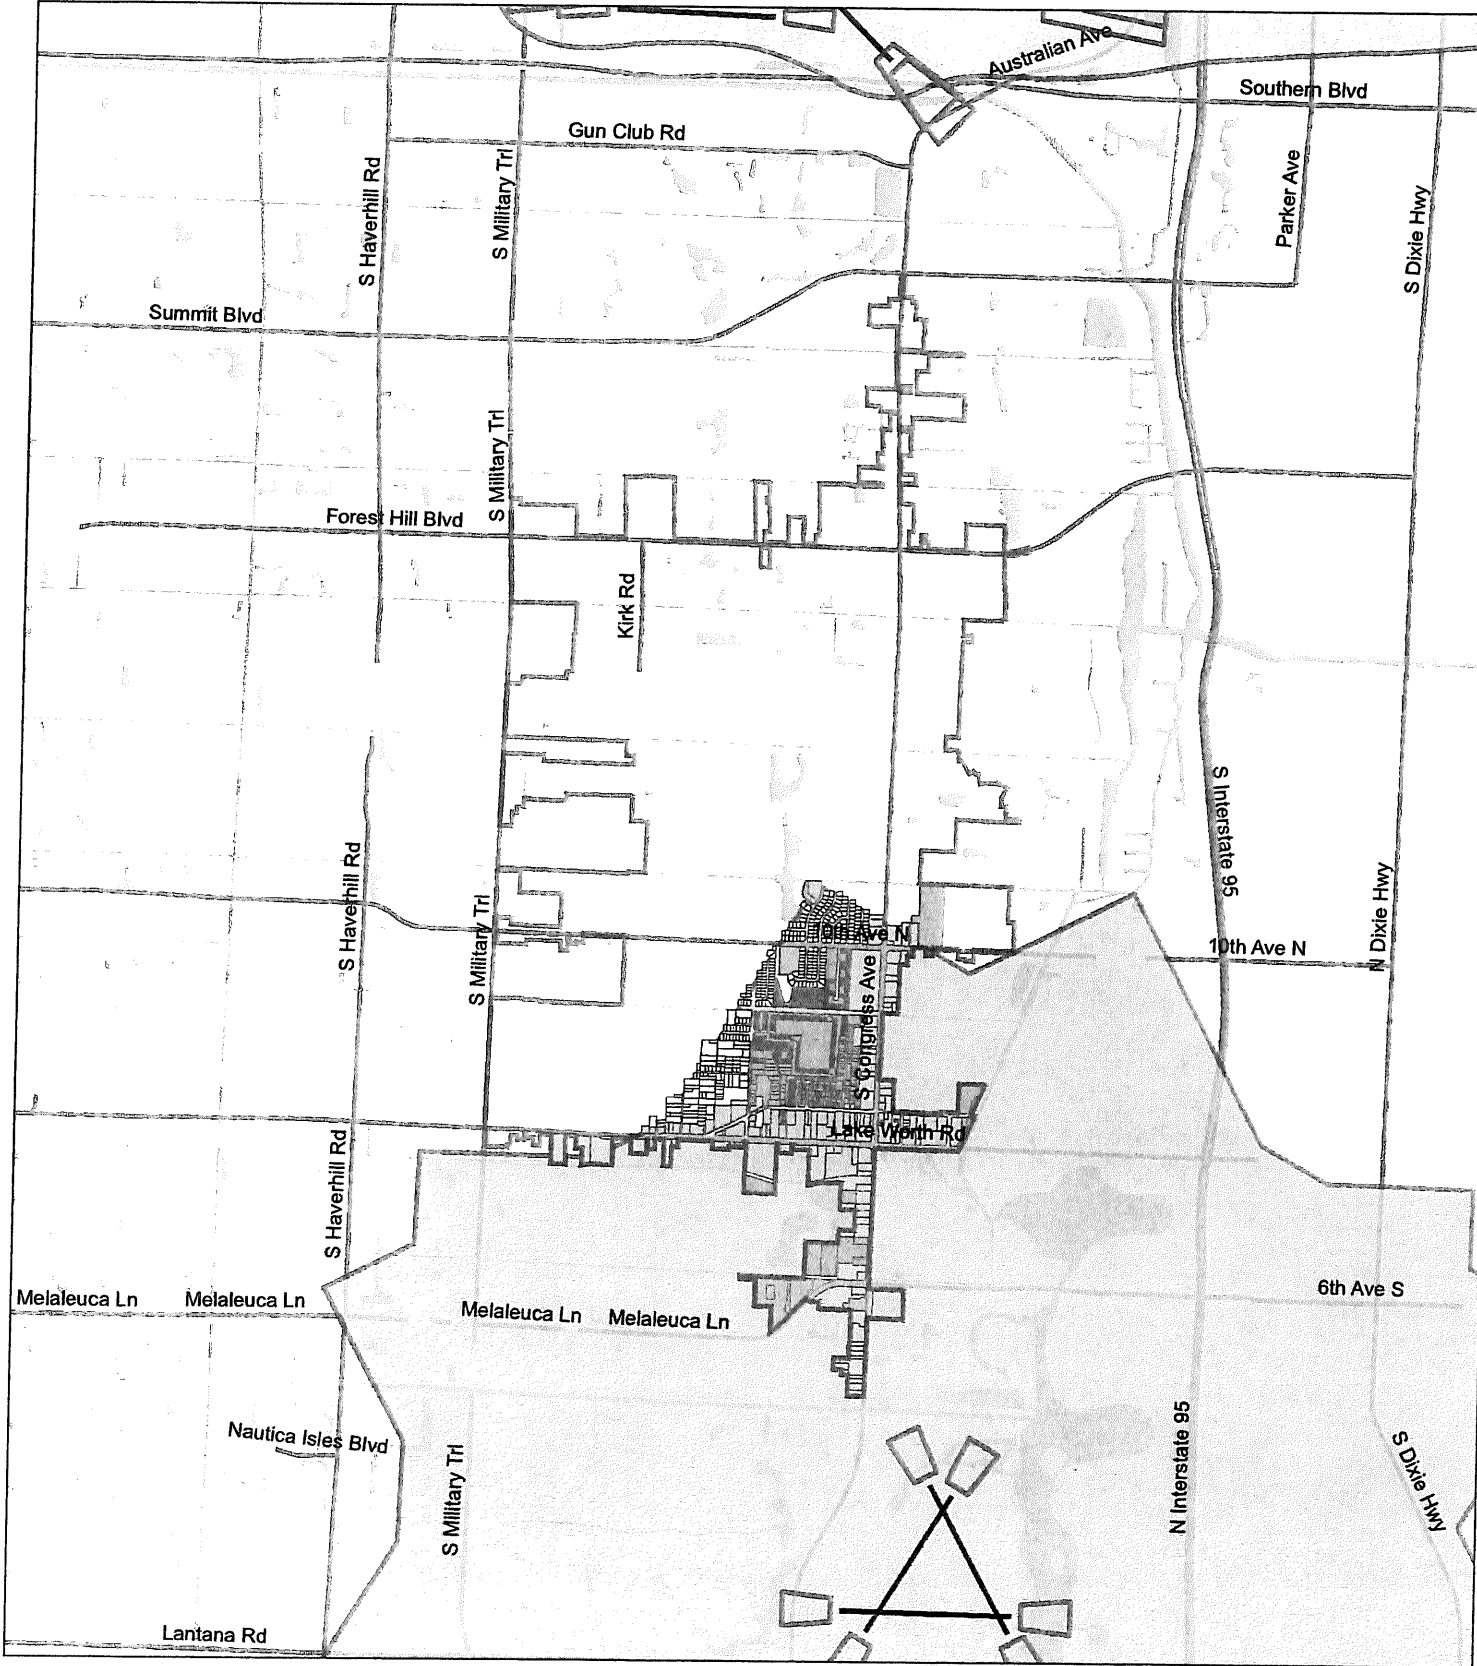 Australian Ave
Southern Blvd
Gun Club Rd
S Haverhill Rd
S Military Trl
Parker Ave
S Dixie Hwy
Summit Blvd
S Military Trl
Forest Hill Blvd
Kirk Rd
S Interstate 95
S Haverhill Rd
S Military Trl
10th Ave N
S Congress Ave
10th Ave N
N Dixie Hwy
Lake Worth Rd
S Haverhill Rd
Melaleuca Ln
Melaleuca Ln
Melaleuca Ln
Melaleuca Ln
6th Ave S
Nautica Isles Blvd
S Military Trl
N Interstate 95
S Dixie Hwy
Lantana Rd